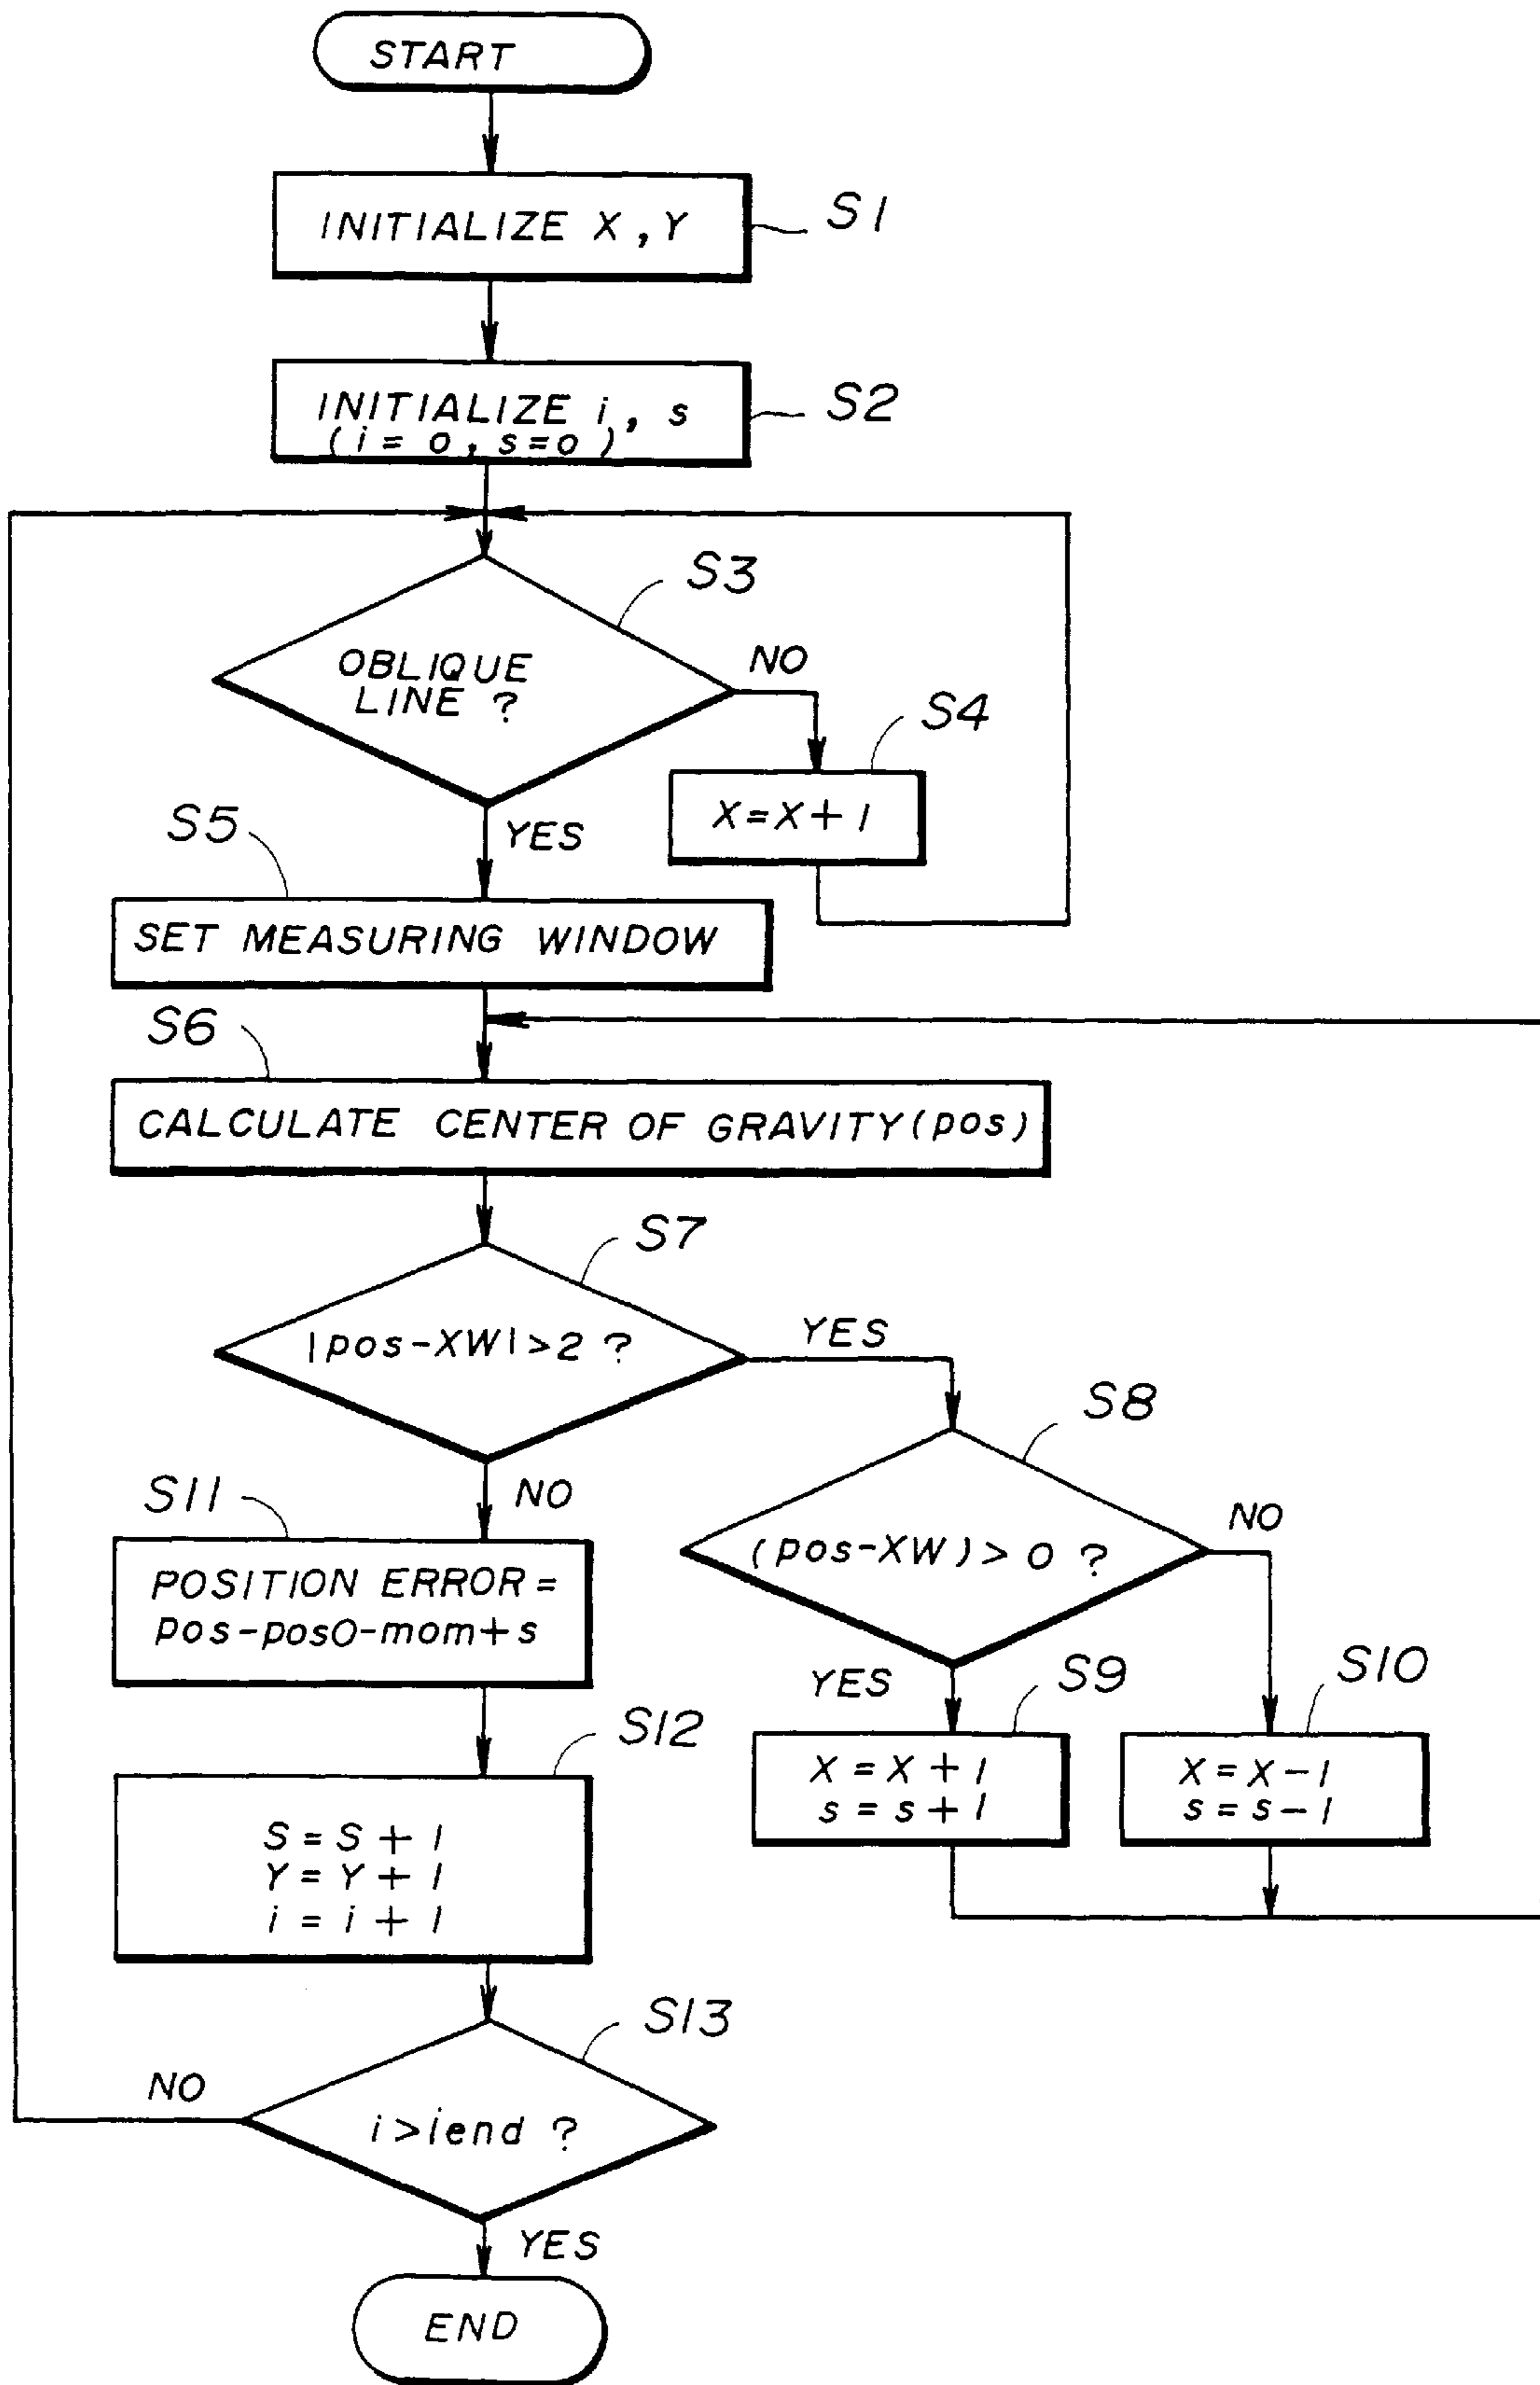 START
INITIALIZE X, Y
S1
INITIALIZE i, s
(i = 0, s=0)
S2
S3
OBLIQUE
LINE ?
NO
S4
X=X+1
YES
S5
SET MEASURING WINDOW
S6
CALCULATE CENTER OF GRAVITY(pos)
S7
|pos-XW|>2 ?
YES
S8
(pos-XW)>0 ?
NO
NO
S11
POSITION ERROR=
pos-pos0-mom+s
YES
S9
X=X+1
s=s+1
S10
X=X-1
s=s-1
S12
S=S+1
Y=Y+1
i=i+1
S13
NO
i>iend ?
YES
END